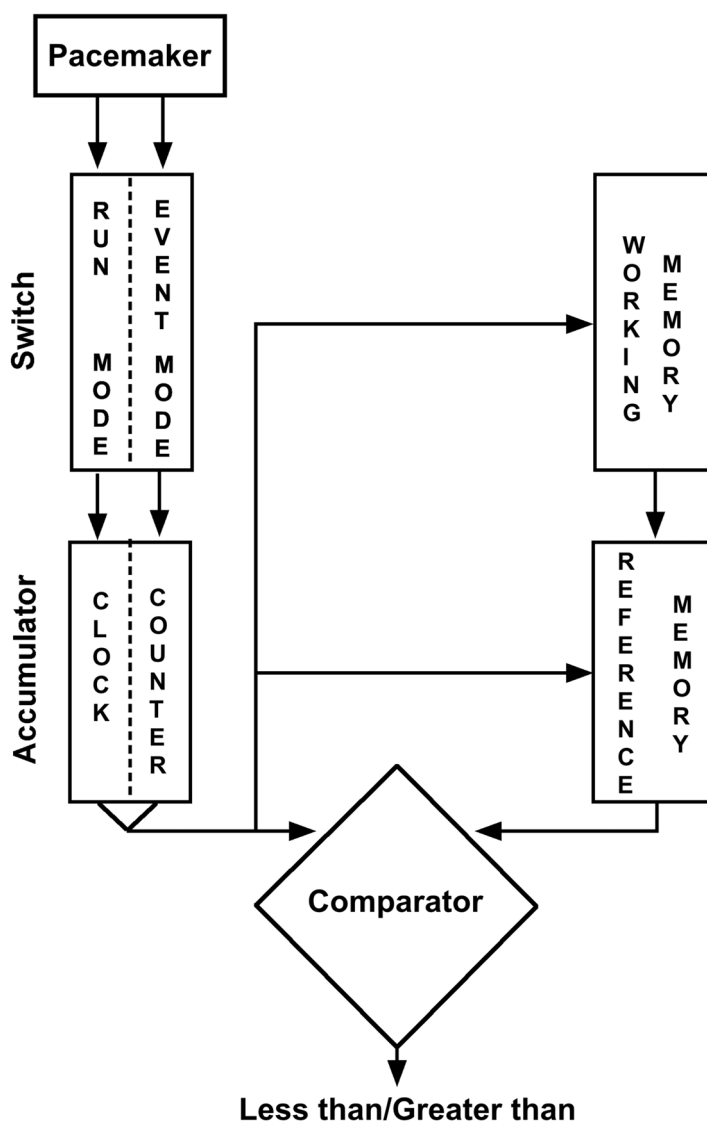 Pacemaker
Switch
RUN MODE
EVENT MODE
WORKING
MEMORY
Accumulator
CLOCK
COUNTER
REFERENCE
MEMORY
Comparator
Less than/Greater than